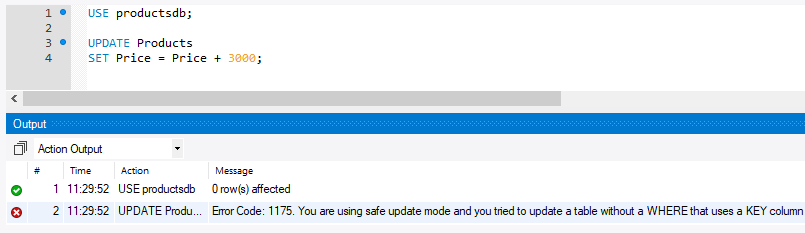 1 USE productsdb;
2
3 UPDATE Products
4 SET Price = Price + 3000;
Output
Action Output
# Time Action Message
1 11:29:52 USE productsdb 0 row(s) affected
2 11:29:52 UPDATE Produ... Error Code: 1175. You are using safe update mode and you tried to update a table without a WHERE that uses a KEY column